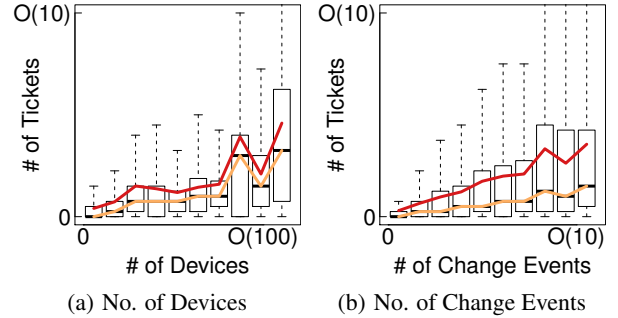 O(10)
# of Tickets
0
0
O(100)
# of Devices
(a) No. of Devices
O(10)
# of Tickets
0
0
O(10)
# of Change Events
(b) No. of Change Events